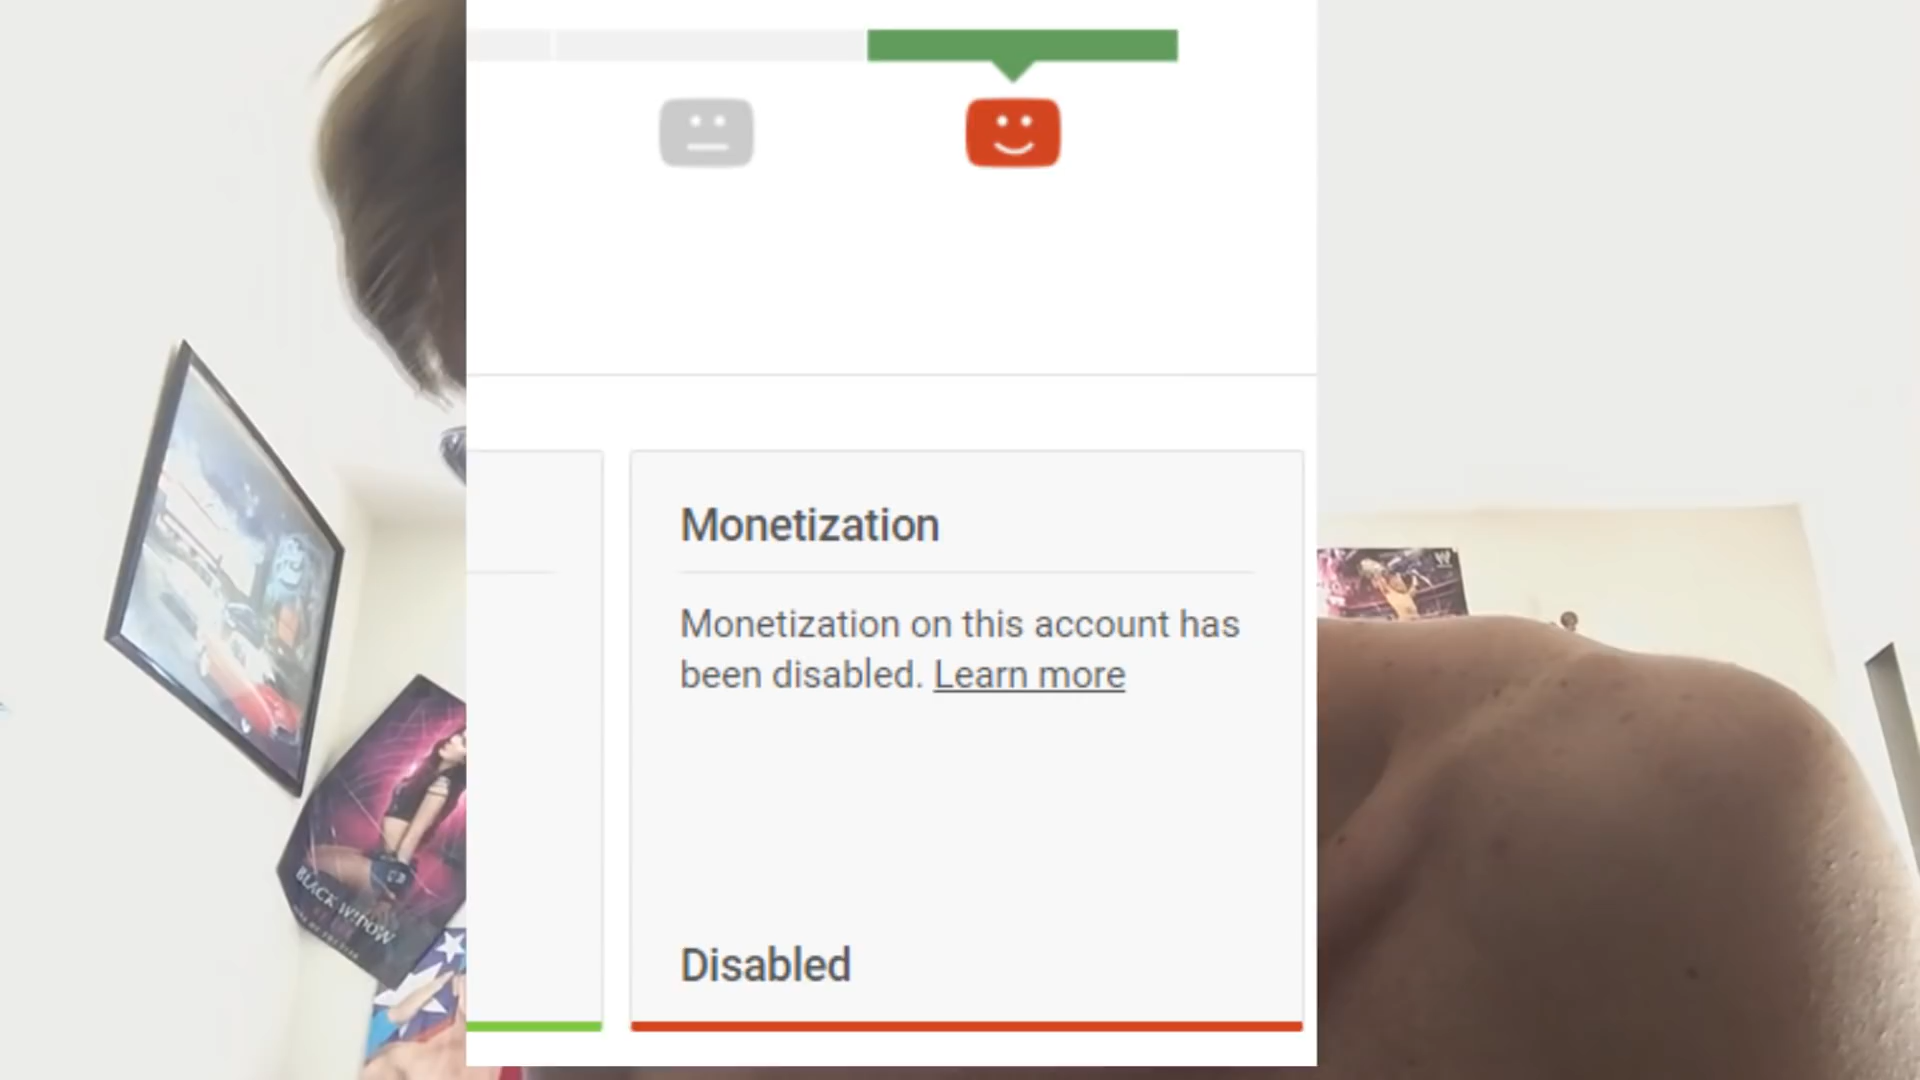 Monetization
Monetization on this account has
been disabled. Learn more
Disabled
BLACK WIDOW